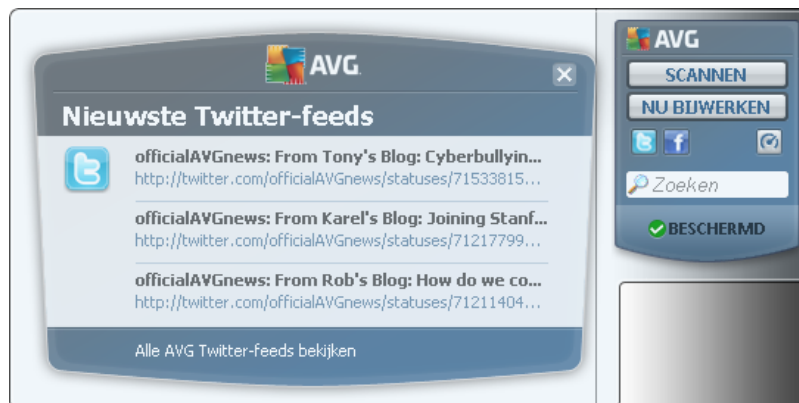 AVG
Nieuwste Twitter-feeds
officialAVGnews: From Tony's Blog: Cyberbullyin...
http://twitter.com/officialAVGnews/statuses/71533815...
officialAVGnews: From Karel's Blog: Joining Stanf...
http://twitter.com/officialAVGnews/statuses/71217799...
officialAVGnews: From Rob's Blog: How do we co...
http://twitter.com/officialAVGnews/statuses/71211404...
Alle AVG Twitter-feeds bekijken
AVG
SCANNEN
NU BIJWERKEN
Zoeken
BESCHERMD